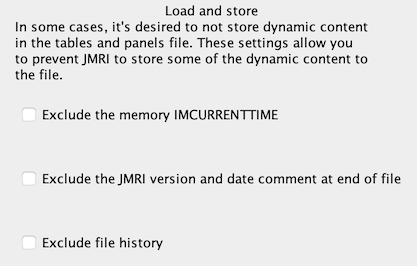 Load and store
In some cases, it's desired to not store dynamic content
in the tables and panels file. These settings allow you
to prevent JMRI to store some of the dynamic content to
the file.
Exclude the memory IMCURRENTTIME
Exclude the JMRI version and date comment at end of file
Exclude file history